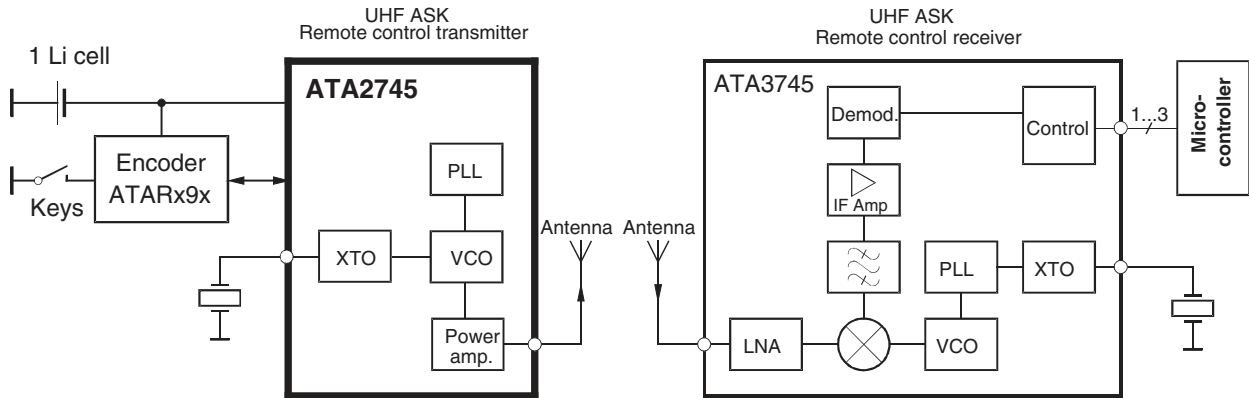 UHF ASK
Remote control transmitter
1 Li cell
ATA2745
Encoder
ATARx9x
Keys
PLL
XTO
VCO
Power
amp.
Antenna
UHF ASK
Remote control receiver
ATA3745
Demod.
Control
1...3
Micro-
controller
IF Amp
Antenna
PLL
XTO
LNA
VCO